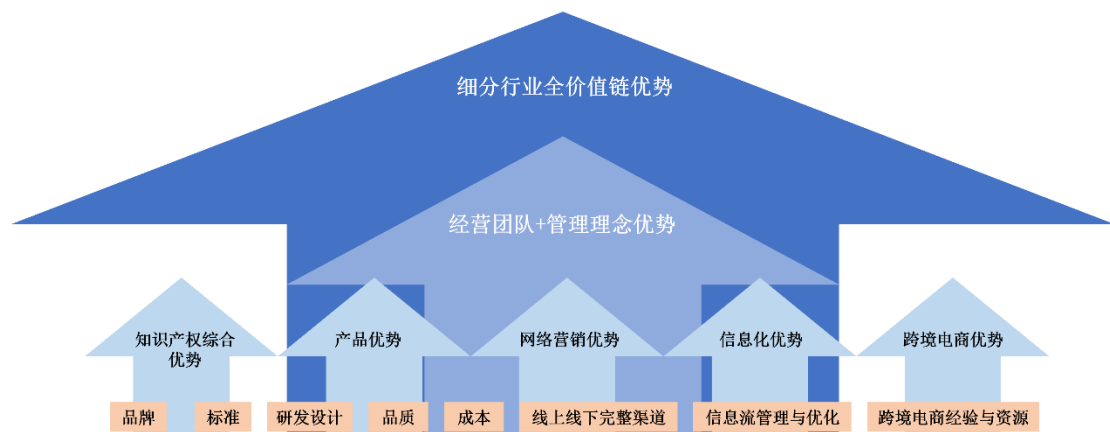 细分行业全价值链优势
经营团队+管理理念优势
知识产权综合
优势
产品优势
网络营销优势
信息化优势
跨境电商优势
品牌
标准
研发设计
品质
成本
线上线下完整渠道
信息流管理与优化
跨境电商经验与资源